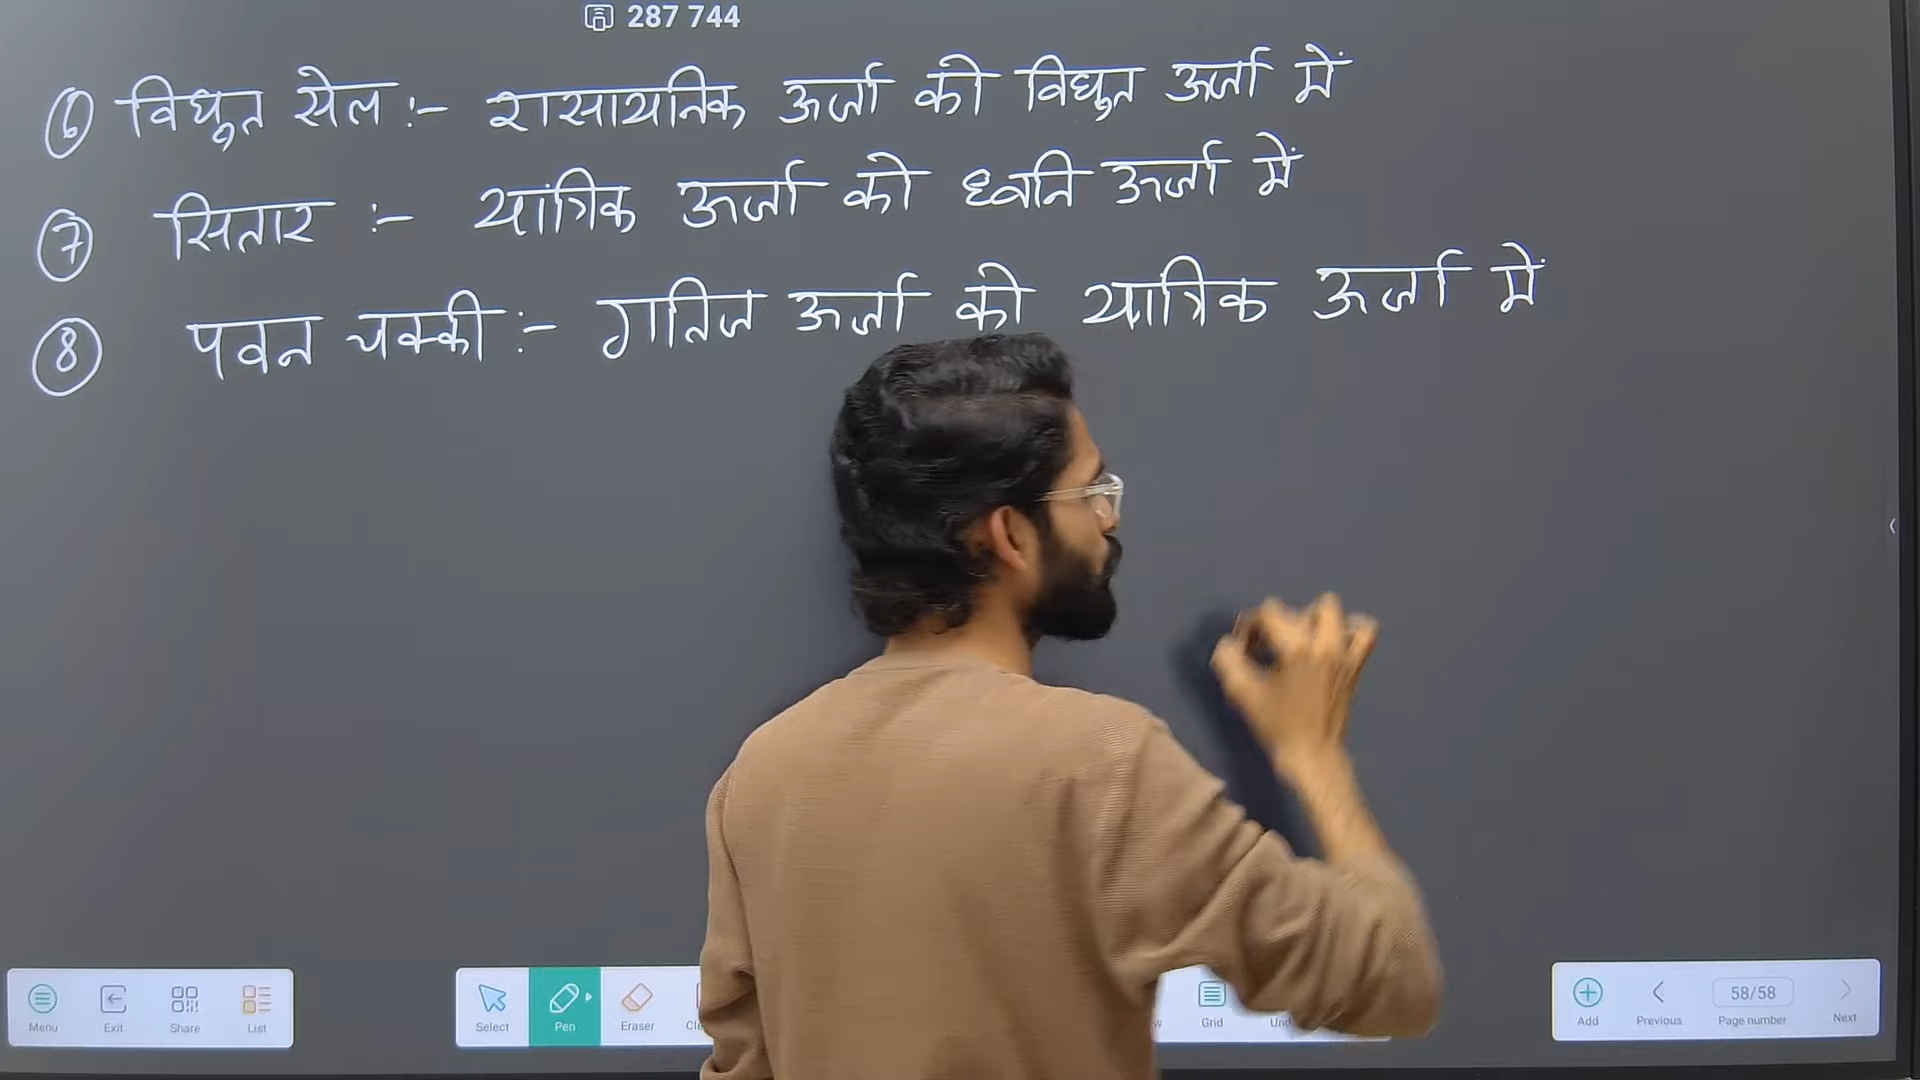 287 744
⑥ विघुत सेल :- रासायनिक ऊर्जा को विघुत ऊर्जा में
⑦ सितार :- यांत्रिक ऊर्जा को ध्वनि ऊर्जा में
⑧ पवन चक्की :- गतिज ऊर्जा को यांत्रिक ऊर्जा में
Menu Exit Share List Select Pen Eraser Grid Add Previous 58/58 Page number Next